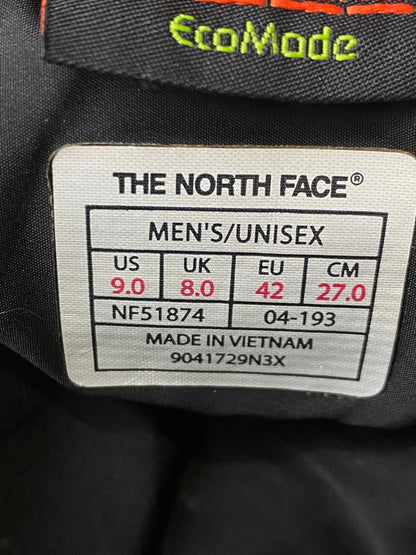 EcoMade
THE NORTH FACE®
MEN'S/UNISEX
US UK EU CM
9.0 8.0 42 27.0
NF51874 04-193
MADE IN VIETNAM
9041729N3X